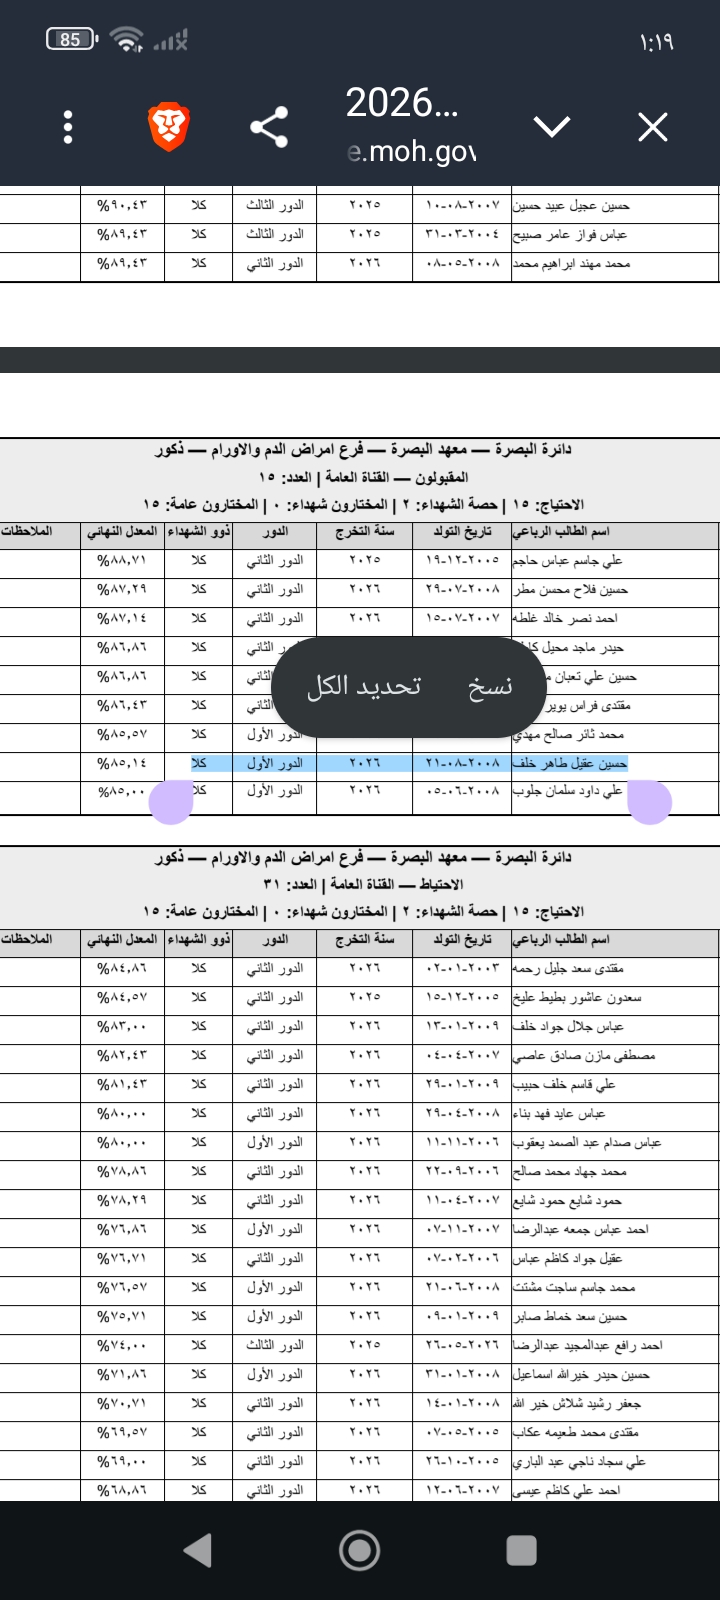 85
١:١٩
2026...
e.moh.gov
حسين عجيل عبيد حسين ١٠-٠٨-٢٠٠٧ ٢٠٢٥ الدور الثالث كلا %٩٠,٤٣
عباس فواز عامر صبيح ٣١-٠٣-٢٠٠٤ ٢٠٢٥ الدور الثالث كلا %٨٩,٤٣
محمد مهند ابراهيم محمد ٠٨-٠٥-٢٠٠٨ ٢٠٢٦ الدور الثاني كلا %٨٩,٤٣
دائرة البصرة — معهد البصرة — فرع امراض الدم والاورام — ذكور
المقبولون — القناة العامة | العدد: ١٥
الاحتياج: ١٥ | حصة الشهداء: ٢ | المختارون شهداء: ٠ | المختارون عامة: ١٥
اسم الطالب الرباعي تاريخ التولد سنة التخرج الدور ذوو الشهداء المعدل النهائي الملاحظات
علي جاسم عباس حاجم ١٩-١٢-٢٠٠٥ ٢٠٢٥ الدور الثاني كلا %٨٨,٧١
حسين فلاح محسن مطر ٢٩-٠٧-٢٠٠٨ ٢٠٢٦ الدور الثاني كلا %٨٧,٢٩
احمد نصر خالد غلطه ١٥-٠٧-٢٠٠٧ ٢٠٢٦ الدور الثاني كلا %٨٧,١٤
حيدر ماجد محيل الثاني كلا %٨٦,٨٦
حسين علي تعبان الثاني كلا %٨٦,٨٦
مقتدى فراس يوير الثاني كلا %٨٦,٤٣
نسخ تحديد الكل
محمد ثائر صالح مهدي الدور الأول كلا %٨٥,٥٧
حسين عقيل طاهر خلف ٢١-٠٨-٢٠٠٨ ٢٠٢٦ الدور الأول كلا %٨٥,١٤
علي داود سلمان جلوب ٠٥-٠٦-٢٠٠٨ ٢٠٢٦ الدور الأول كلا %٨٥,٠٠
دائرة البصرة — معهد البصرة — فرع امراض الدم والاورام — ذكور
الاحتياط — القناة العامة | العدد: ٣١
الاحتياج: ١٥ | حصة الشهداء: ٢ | المختارون شهداء: ٠ | المختارون عامة: ١٥
اسم الطالب الرباعي تاريخ التولد سنة التخرج الدور ذوو الشهداء المعدل النهائي الملاحظات
مقتدى سعد جليل رحمه ٠٢-٠١-٢٠٠٣ ٢٠٢٦ الدور الثاني كلا %٨٤,٨٦
سعدون عاشور بطيط عليخ ١٥-١٢-٢٠٠٥ ٢٠٢٥ الدور الثاني كلا %٨٤,٥٧
عباس جلال جواد خلف ١٣-٠١-٢٠٠٩ ٢٠٢٦ الدور الثاني كلا %٨٣,٠٠
مصطفى مازن صادق عاصي ٠٤-٠٤-٢٠٠٧ ٢٠٢٦ الدور الثاني كلا %٨٢,٤٣
علي قاسم خلف حبيب ٢٩-٠١-٢٠٠٩ ٢٠٢٦ الدور الثاني كلا %٨١,٤٣
عباس عايد فهد بناء ٢٩-٠٤-٢٠٠٨ ٢٠٢٦ الدور الثاني كلا %٨٠,٠٠
عباس صدام عبد الصمد يعقوب ١١-١١-٢٠٠٦ ٢٠٢٦ الدور الأول كلا %٨٠,٠٠
محمد جهاد محمد صالح ٢٢-٠٩-٢٠٠٦ ٢٠٢٦ الدور الثاني كلا %٧٨,٨٦
حمود شايع حمود شايع ١١-٠٤-٢٠٠٧ ٢٠٢٦ الدور الثاني كلا %٧٨,٢٩
احمد عباس جمعه عبدالرضا ٠٧-١١-٢٠٠٧ ٢٠٢٦ الدور الأول كلا %٧٦,٨٦
عقيل جواد كاظم عباس ٠٧-٠٢-٢٠٠٦ ٢٠٢٦ الدور الثاني كلا %٧٦,٧١
محمد جاسم ساجت مشتت ٢١-٠٦-٢٠٠٨ ٢٠٢٦ الدور الأول كلا %٧٦,٥٧
حسين سعد خماط صابر ٠٩-٠١-٢٠٠٩ ٢٠٢٦ الدور الأول كلا %٧٥,٧١
احمد رافع عبدالمجيد عبدالرضا ٢٦-٠٥-٢٠٢٦ ٢٠٢٥ الدور الثالث كلا %٧٤,٠٠
حسين حيدر خيرالله اسماعيل ٣١-٠١-٢٠٠٨ ٢٠٢٦ الدور الأول كلا %٧١,٨٦
جعفر رشيد شلاش خير الله ١٤-٠١-٢٠٠٨ ٢٠٢٦ الدور الثاني كلا %٧٠,٧١
مقتدى محمد طعيمه عكاب ٠٧-٠٥-٢٠٠٥ ٢٠٢٦ الدور الثاني كلا %٦٩,٥٧
علي سجاد ناجي عبد الباري ٢٦-١٠-٢٠٠٥ ٢٠٢٦ الدور الثاني كلا %٦٩,٠٠
احمد علي كاظم عيسى ١٢-٠٦-٢٠٠٧ ٢٠٢٦ الدور الثاني كلا %٦٨,٨٦